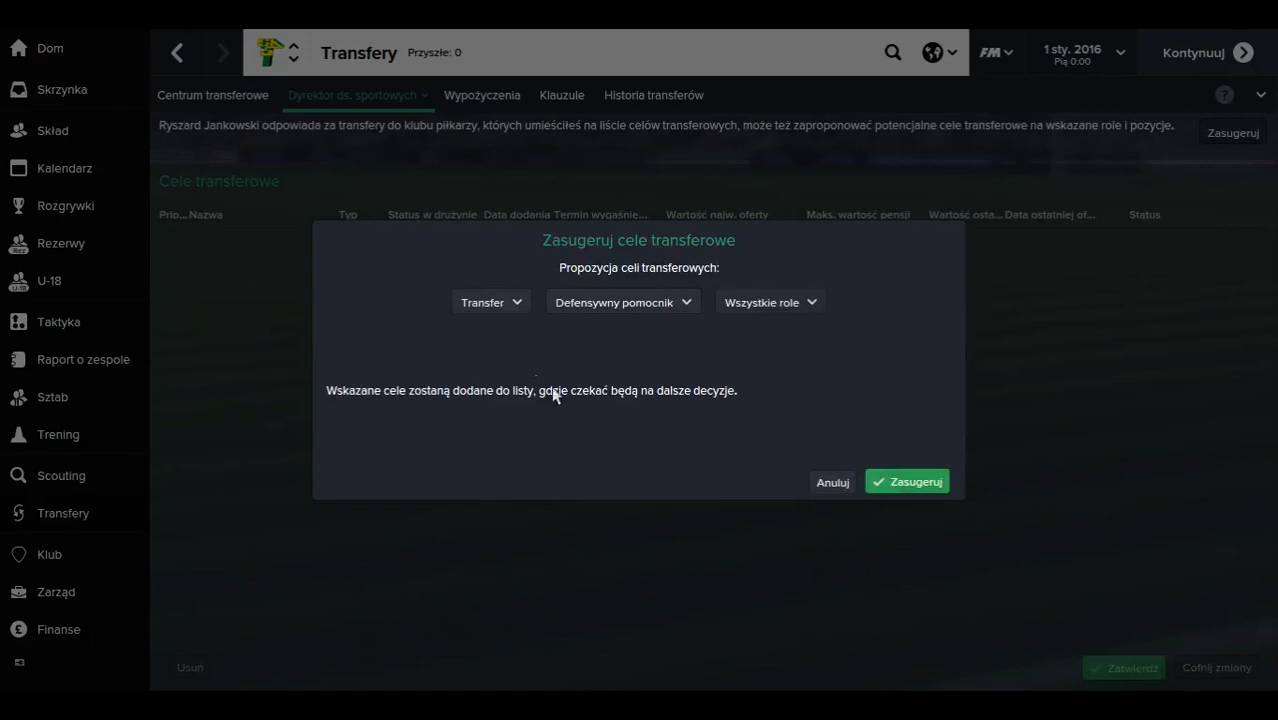 Dom
Skrzynka
Skład
Kalendarz
Rozgrywki
Rezerwy
U-18
Taktyka
Raport o zespole
Sztab
Trening
Scouting
Transfery
Klub
Zarząd
Finanse
Transfery Przyszłe: 0
FM
1 sty. 2016
Pią 0:00
Kontynuuj
Centrum transferowe Dyrektor ds. sportowych Wypożyczenia Klauzule Historia transferów ?
Ryszard Jankowski odpowiada za transfery do klubu piłkarzy, których umieściłeś na liście celów transferowych, może też zaproponować potencjalne cele transferowe na wskazane role i pozycje.
Zasugeruj
Cele transferowe
Prio... Nazwa Typ Status w drużynie Data dodania Termin wygaśnię... Wartość najw. oferty Maks. wartość pensji Wartość osta... Data ostatniej of... Status
Zasugeruj cele transferowe
Propozycja celi transferowych:
Transfer Defensywny pomocnik Wszystkie role
Wskazane cele zostaną dodane do listy, gdzie czekać będą na dalsze decyzje.
Anuluj Zasugeruj
Usuń Zatwierdź Cofnij zmiany